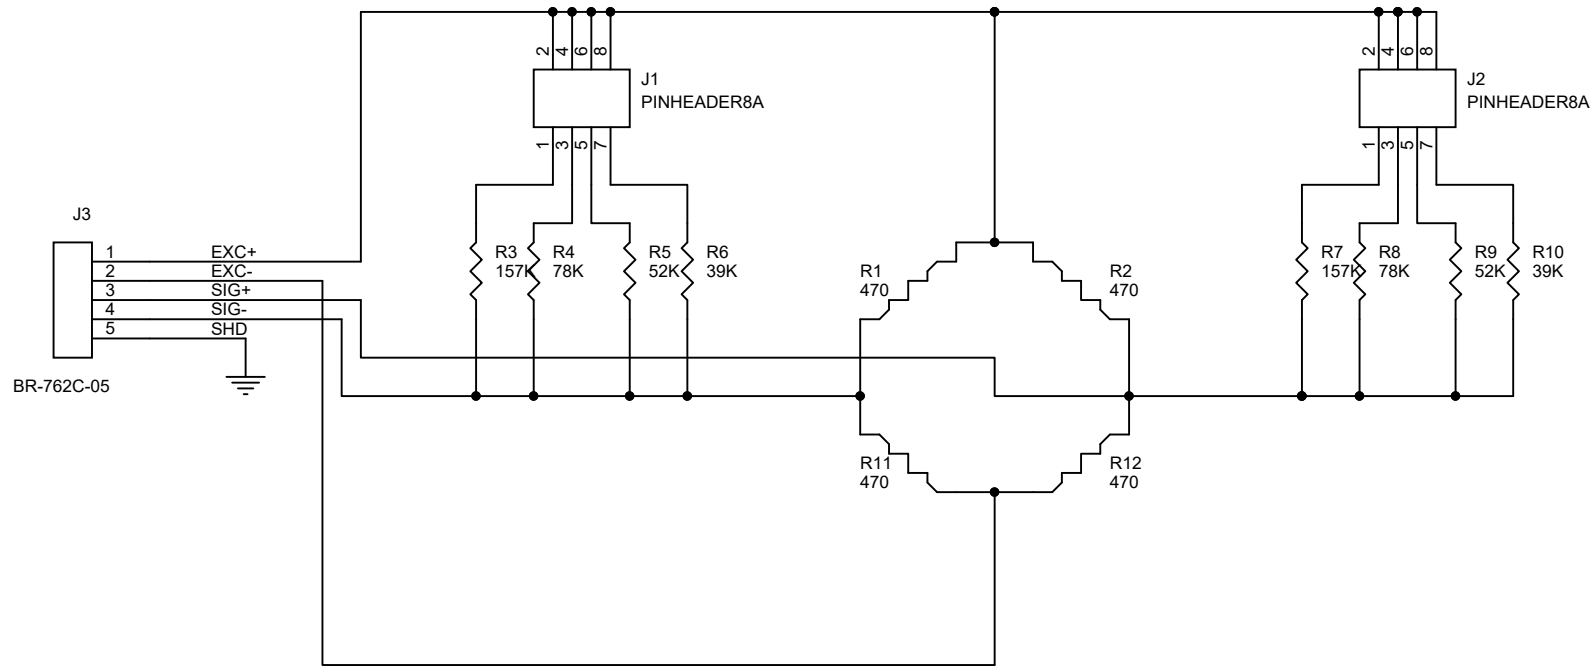 2
4
6
8
J1
PINHEADER8A
1
3
5
7
2
4
6
8
J2
PINHEADER8A
1
3
5
7
J3
1 EXC+
2 EXC-
3 SIG+
4 SIG-
5 SHD
BR-762C-05
R3
157K
R4
78K
R5
52K
R6
39K
R1
470
R2
470
R7
157K
R8
78K
R9
52K
R10
39K
R11
470
R12
470